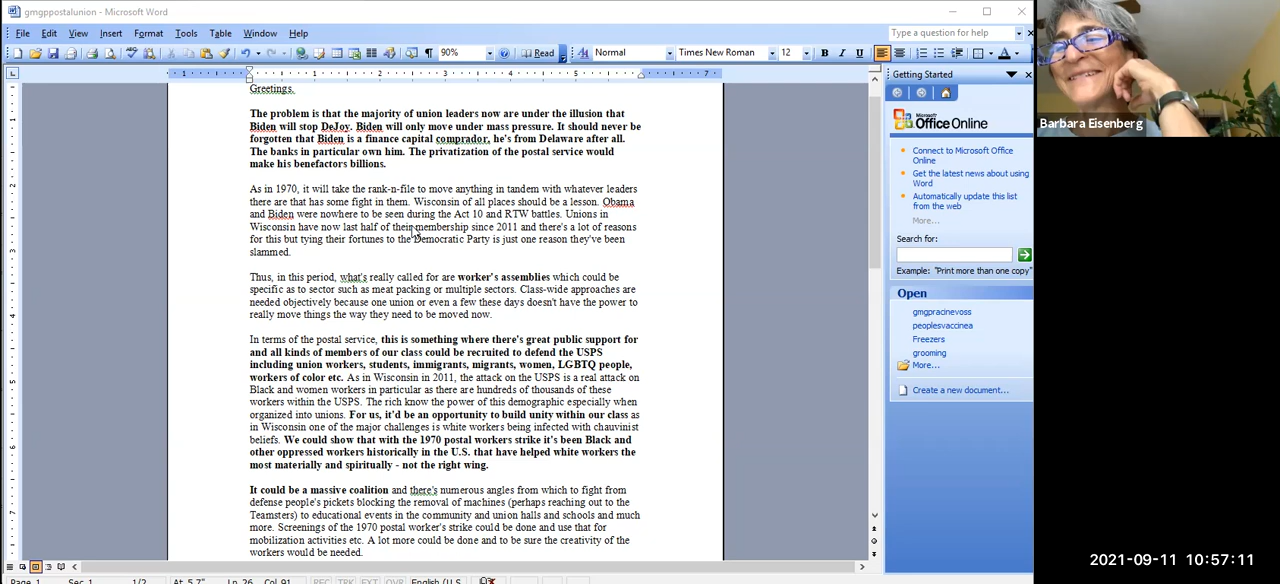 gmgppostalunion - Microsoft Word
File Edit View Insert Format Tools Table Window Help
Type a question for help
90%
Read
Normal
Times New Roman
12
B I U
Greetings.
The problem is that the majority of union leaders now are under the illusion that
Biden will stop DeJoy. Biden will only move under mass pressure. It should never be
forgotten that Biden is a finance capital comprador, he's from Delaware after all.
The banks in particular own him. The privatization of the postal service would
make his benefactors billions.
As in 1970, it will take the rank-n-file to move anything in tandem with whatever leaders
there are that has some fight in them. Wisconsin of all places should be a lesson. Obama
and Biden were nowhere to be seen during the Act 10 and RTW battles. Unions in
Wisconsin have now last half of their membership since 2011 and there's a lot of reasons
for this but tying their fortunes to the Democratic Party is just one reason they've been
slammed.
Thus, in this period, what's really called for are worker's assemblies which could be
specific as to sector such as meat packing or multiple sectors. Class-wide approaches are
needed objectively because one union or even a few these days doesn't have the power to
really move things the way they need to be moved now.
In terms of the postal service, this is something where there's great public support for
and all kinds of members of our class could be recruited to defend the USPS
including union workers, students, immigrants, migrants, women, LGBTQ people,
workers of color etc. As in Wisconsin in 2011, the attack on the USPS is a real attack on
Black and women workers in particular as there are hundreds of thousands of these
workers within the USPS. The rich know the power of this demographic especially when
organized into unions. For us, it'd be an opportunity to build unity within our class as
in Wisconsin one of the major challenges is white workers being infected with chauvinist
beliefs. We could show that with the 1970 postal workers strike it's been Black and
other oppressed workers historically in the U.S. that have helped white workers the
most materially and spiritually - not the right wing.
It could be a massive coalition and there's numerous angles from which to fight from
defense people's pickets blocking the removal of machines (perhaps reaching out to the
Teamsters) to educational events in the community and union halls and schools and much
more. Screenings of the 1970 postal worker's strike could be done and use that for
mobilization activities etc. A lot more could be done and to be sure the creativity of the
workers would be needed.
Getting Started
Microsoft
Office Online
Connect to Microsoft Office
Online
Get the latest news about using
Word
Automatically update this list
from the web
More...
Search for:
Example: "Print more than one copy"
Open
gmgpracinevoss
peoplesvaccinea
Freezers
grooming
More...
Create a new document...
Page 1 Sec 1 1/2 At 5.7" Ln 26 Col 91 REC TRK EXT OVR English (U.S
Barbara Eisenberg
2021-09-11 10:57:11